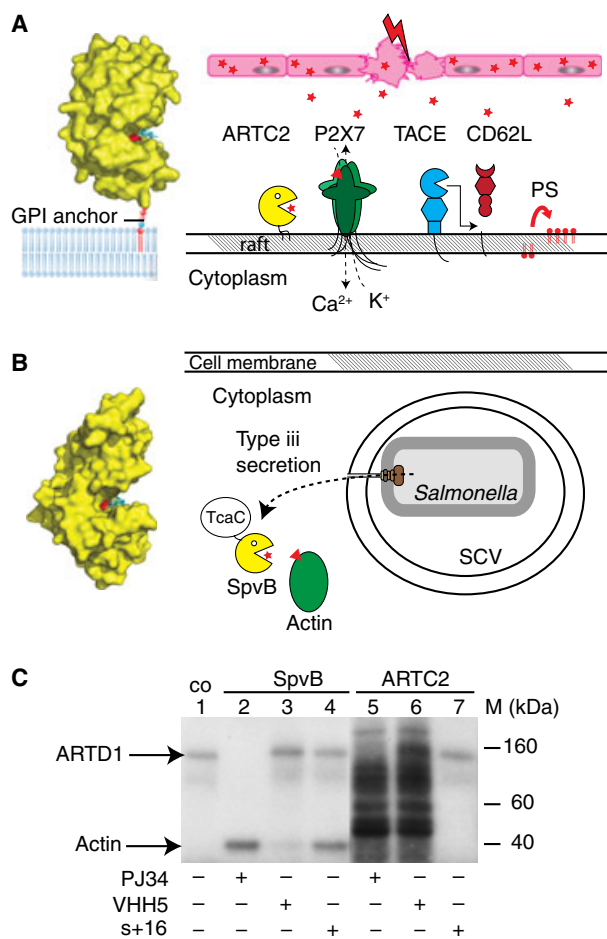 A
ARTC2 P2X7 TACE CD62L
PS
GPI anchor
raft
Cytoplasm
Ca²⁺ K⁺
B
Cell membrane
Cytoplasm
Type iii
secretion
Salmonella
TcaC
SCV
SpvB
Actin
C
co SpvB ARTC2
1 2 3 4 5 6 7 M (kDa)
ARTD1 – 160
– 60
Actin – 40
PJ34 – + – – + – –
VHH5 – – + – – + –
s+16 – – – + – – +